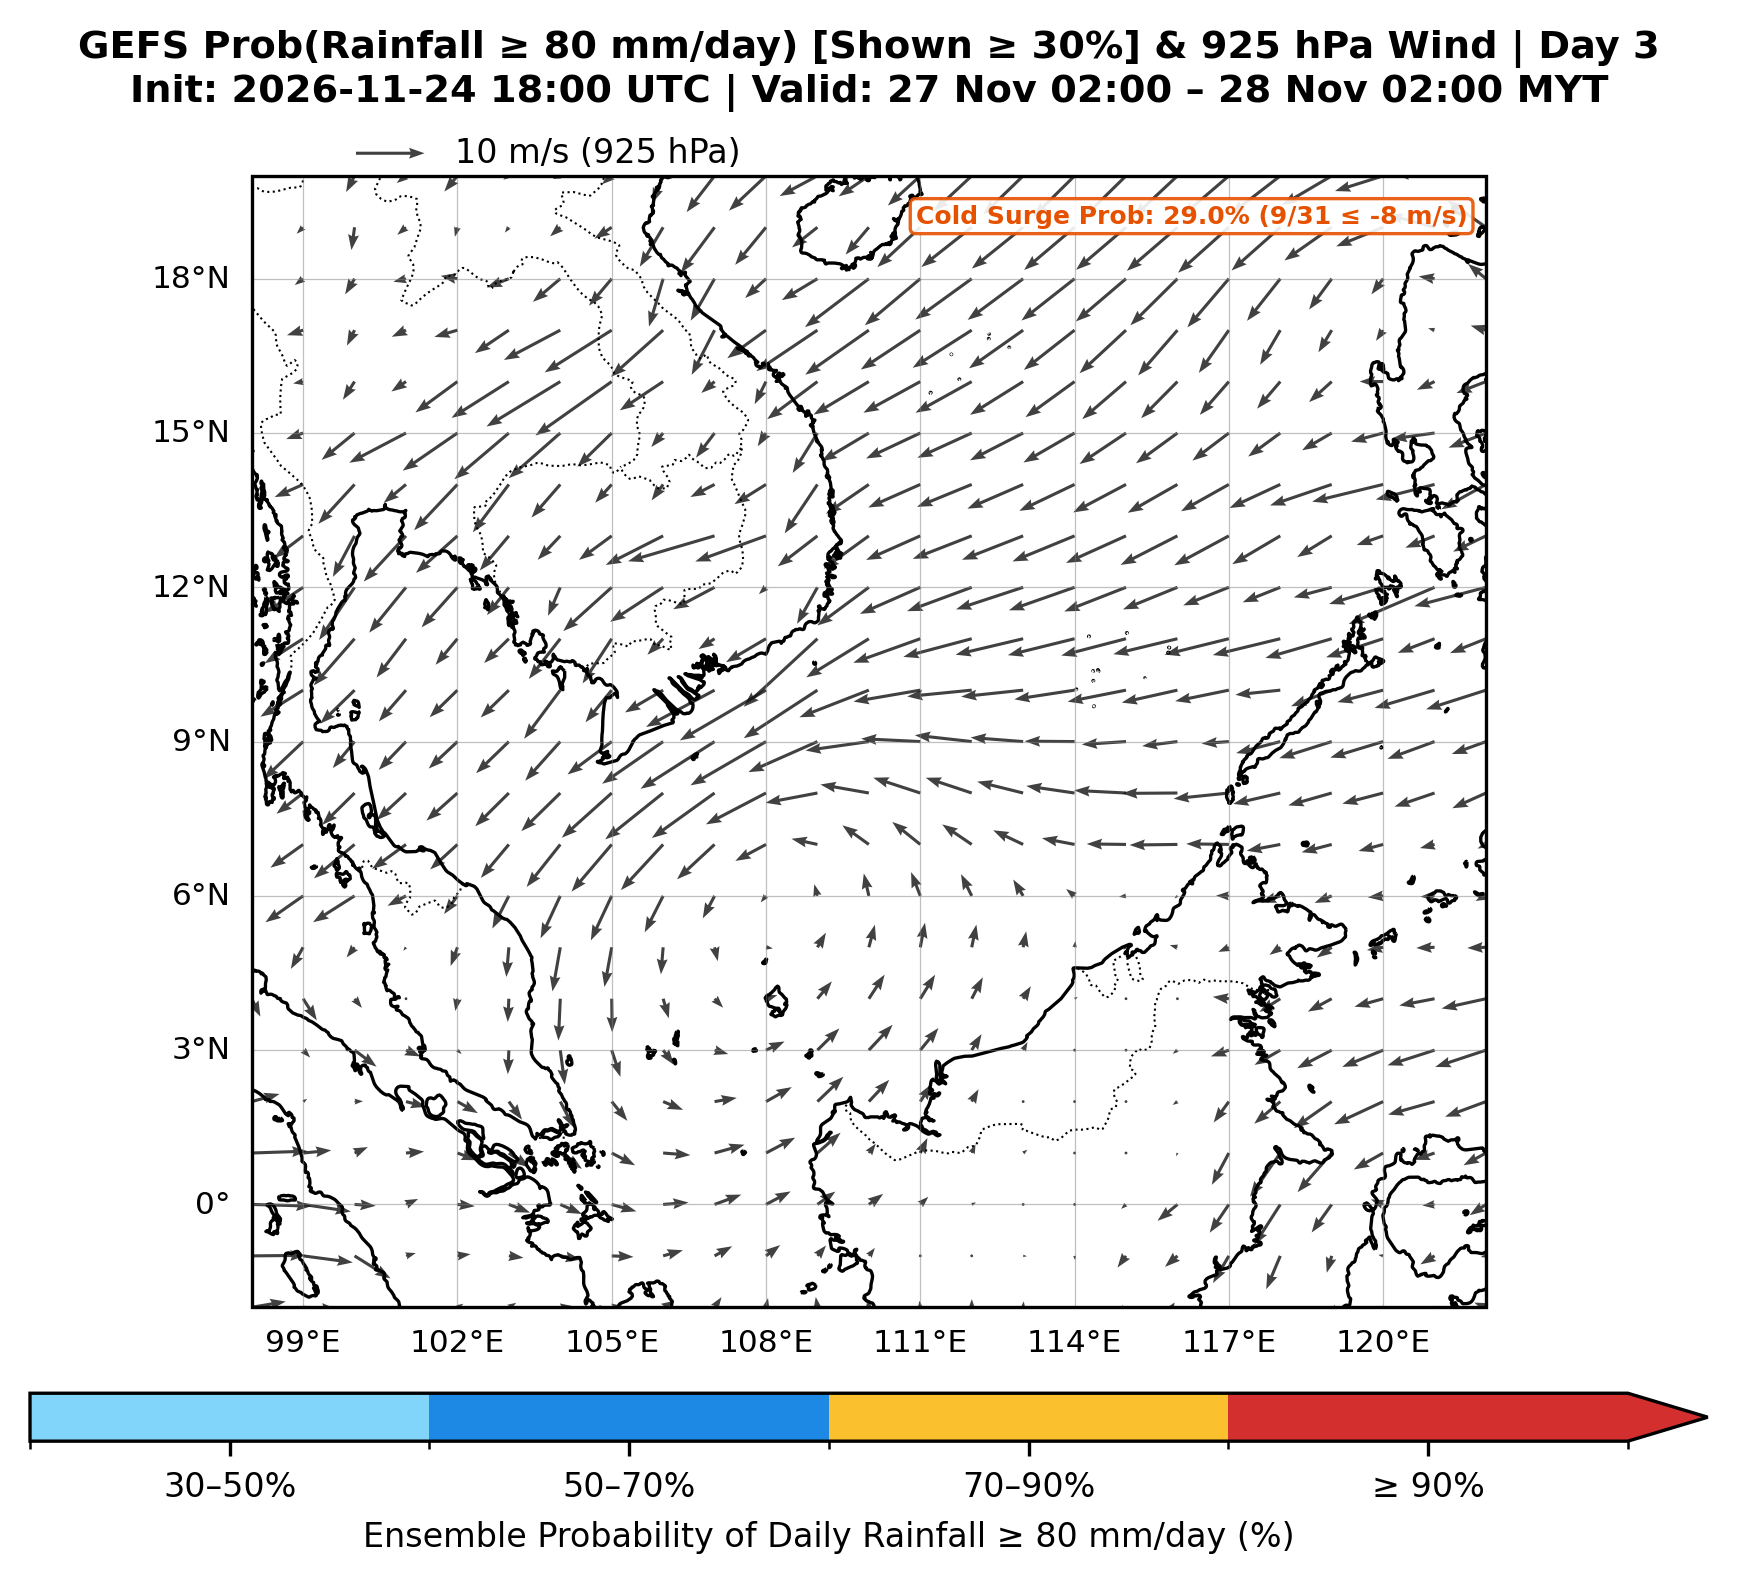 GEFS Prob(Rainfall ≥ 80 mm/day) [Shown ≥ 30%] & 925 hPa Wind | Day 3
Init: 2026-11-24 18:00 UTC | Valid: 27 Nov 02:00 – 28 Nov 02:00 MYT
10 m/s (925 hPa)
Cold Surge Prob: 29.0% (9/31 ≤ -8 m/s)
18°N
15°N
12°N
9°N
6°N
3°N
0°
99°E 102°E 105°E 108°E 111°E 114°E 117°E 120°E
30–50% 50–70% 70–90% ≥ 90%
Ensemble Probability of Daily Rainfall ≥ 80 mm/day (%)